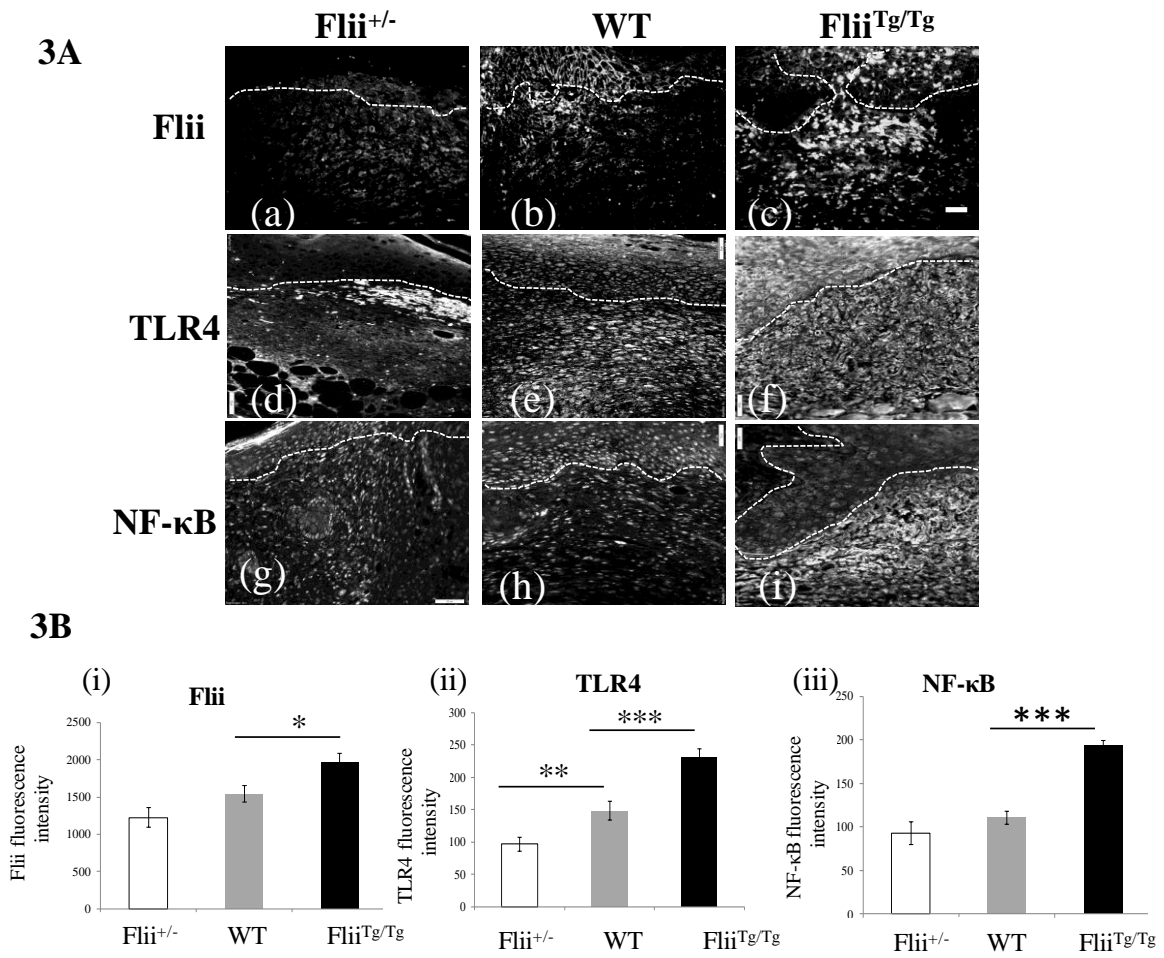 3A
Flii+/- WT FliiTg/Tg
Flii
(a) (b) (c)
TLR4
(d) (e) (f)
NF-κB
(g) (h) (i)
3B
(i) Flii
*
2500
2000
1500
1000
500
0
Flii fluorescence
intensity
Flii+/- WT FliiTg/Tg
(ii) TLR4
** ***
300
250
200
150
100
50
0
TLR4 fluorescence
intensity
Flii+/- WT FliiTg/Tg
(iii) NF-κB
***
250
200
150
100
50
0
NF-κB fluorescence
intensity
Flii+/- WT FliiTg/Tg